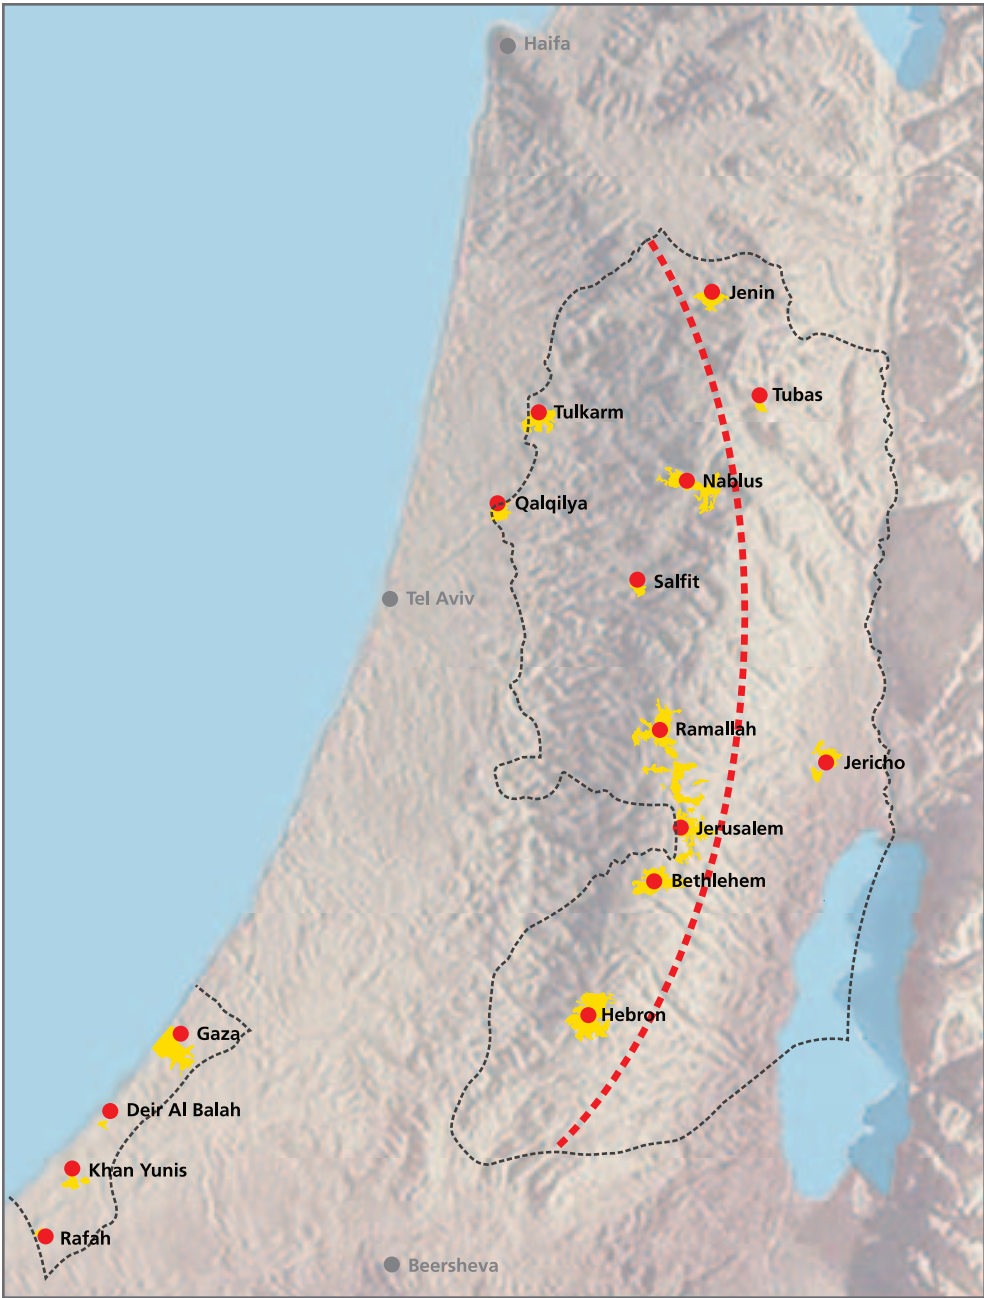 Haifa
Jenin
Tubas
Tulkarm
Nablus
Qalqilya
Salfit
Tel Aviv
Ramallah
Jericho
Jerusalem
Bethlehem
Hebron
Gaza
Deir Al Balah
Khan Yunis
Rafah
Beersheva